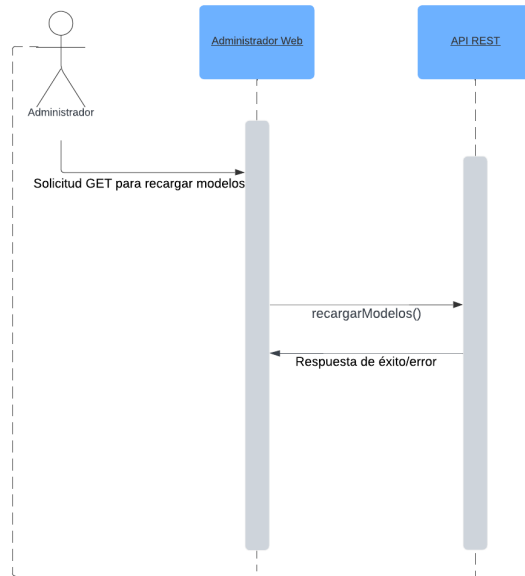 Administrador Web
API REST
Administrador
Solicitud GET para recargar modelos
recargarModelos()
Respuesta de éxito/error